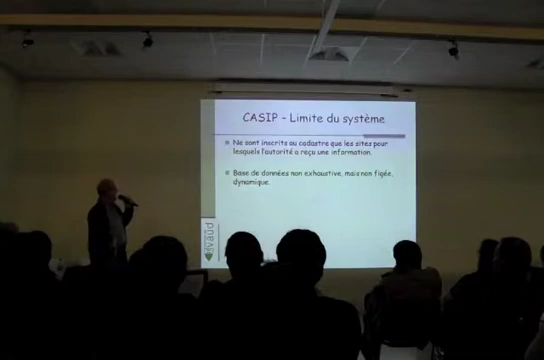 CASIP - Limite du système
Ne sont inscrits au cadastre que les sites pour
lesquels l'autorité a reçu une information.
Base de données non exhaustive, mais non figée,
dynamique.
vaud